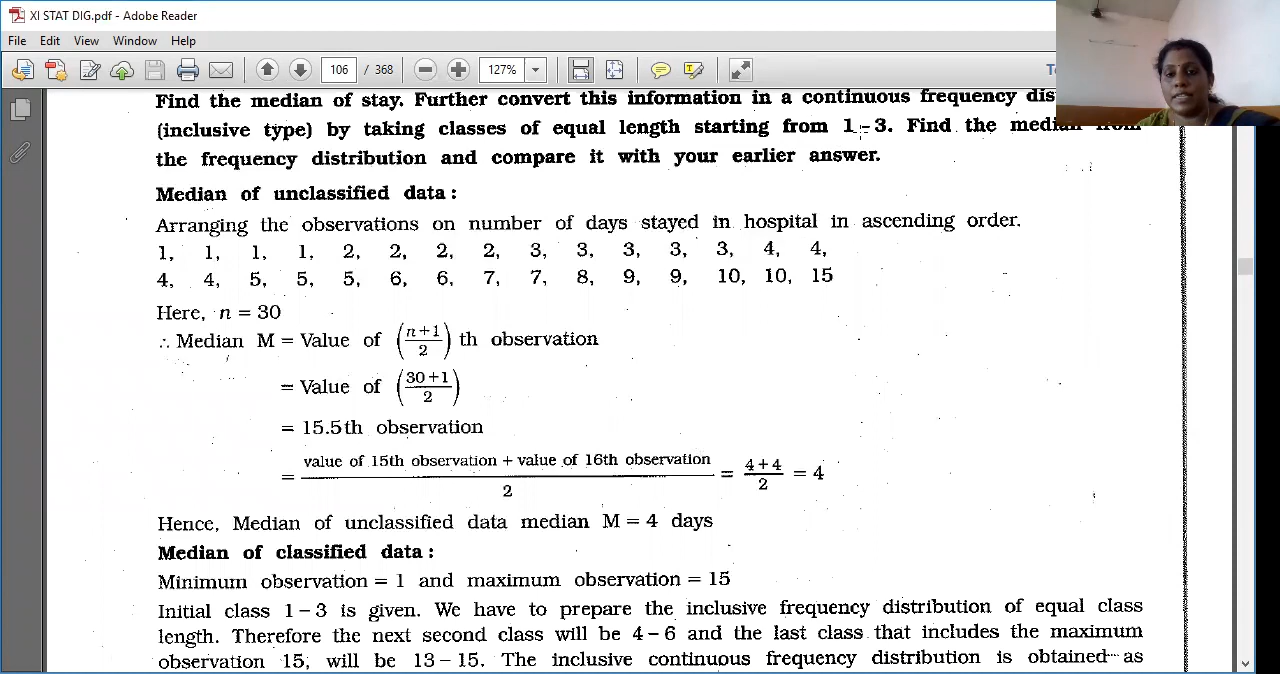 XI STAT DIG.pdf - Adobe Reader
File Edit View Window Help
106 / 368 127%
Find the median of stay. Further convert this information in a continuous frequency
(inclusive type) by taking classes of equal length starting from 1 – 3. Find the
the frequency distribution and compare it with your earlier answer.
Median of unclassified data :
Arranging the observations on number of days stayed in hospital in ascending order.
1, 1, 1, 1, 2, 2, 2, 2, 3, 3, 3, 3, 3, 4, 4,
4, 4, 5, 5, 5, 6, 6, 7, 7, 8, 9, 9, 10, 10, 15
Here, n = 30
∴ Median M = Value of (n+1/2) th observation
= Value of (30+1/2)
= 15.5th observation
= value of 15th observation + value of 16th observation / 2 = 4+4/2 = 4
Hence, Median of unclassified data median M = 4 days
Median of classified data :
Minimum observation = 1 and maximum observation = 15
Initial class 1 – 3 is given. We have to prepare the inclusive frequency distribution of equal class
length. Therefore the next second class will be 4 – 6 and the last class that includes the maximum
observation 15, will be 13 – 15. The inclusive continuous frequency distribution is obtained as